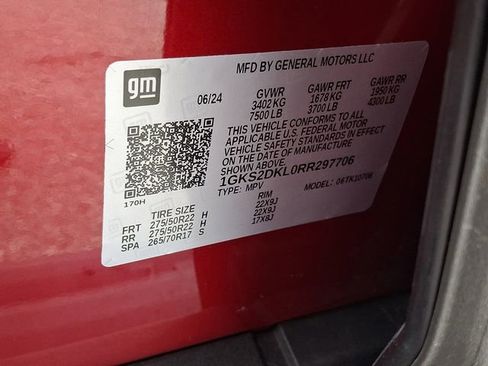 gm
MFD BY GENERAL MOTORS LLC
06/24 GVWR GAWR FRT GAWR RR
3402 KG 1678 KG 1950 KG
7500 LB 3700 LB 4300 LB
THIS VEHICLE CONFORMS TO ALL
APPLICABLE U.S. FEDERAL MOTOR
VEHICLE SAFETY STANDARDS IN EFFECT
ON THE DATE OF MANUFACTURE
SHOWN ABOVE.
1GKS2DKL0RR297706
TYPE: MPV MODEL: 06TK10706
170H
TIRE SIZE RIM
FRT 275/50R22 H 22X9J
RR 275/50R22 H 22X9J
SPA 265/70R17 S 17X8J